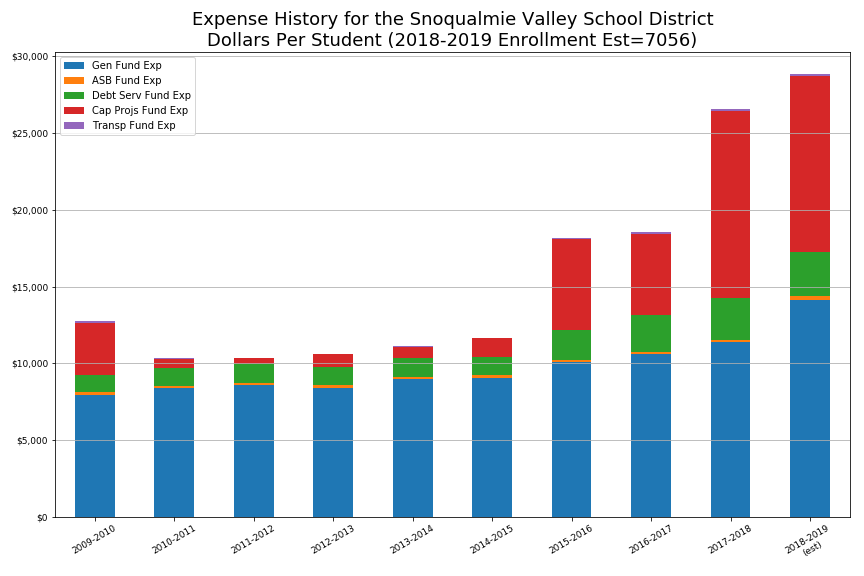 Expense History for the Snoqualmie Valley School District
Dollars Per Student (2018-2019 Enrollment Est=7056)
Gen Fund Exp
ASB Fund Exp
Debt Serv Fund Exp
Cap Projs Fund Exp
Transp Fund Exp
$30,000
$25,000
$20,000
$15,000
$10,000
$5,000
$0
2009-2010
2010-2011
2011-2012
2012-2013
2013-2014
2014-2015
2015-2016
2016-2017
2017-2018
2018-2019
(est)